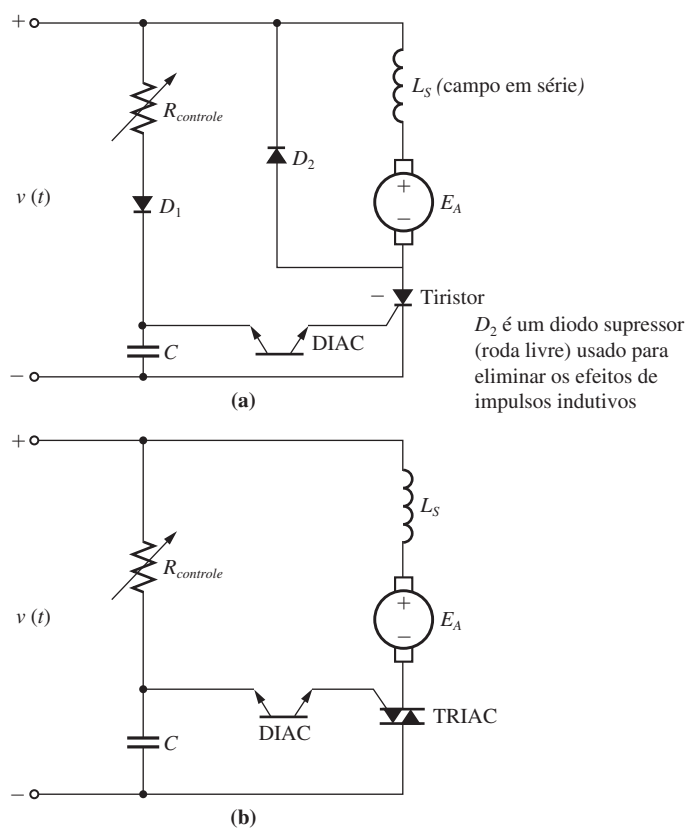 +
R_controle
L_S (campo em série)
D_2
v (t)
D_1
+
E_A
−
− Tiristor
DIAC
D_2 é um diodo supressor
(roda livre) usado para
eliminar os efeitos de
impulsos indutivos
C
−
(a)
+
L_S
R_controle
v (t)
+
E_A
−
DIAC
TRIAC
C
−
(b)